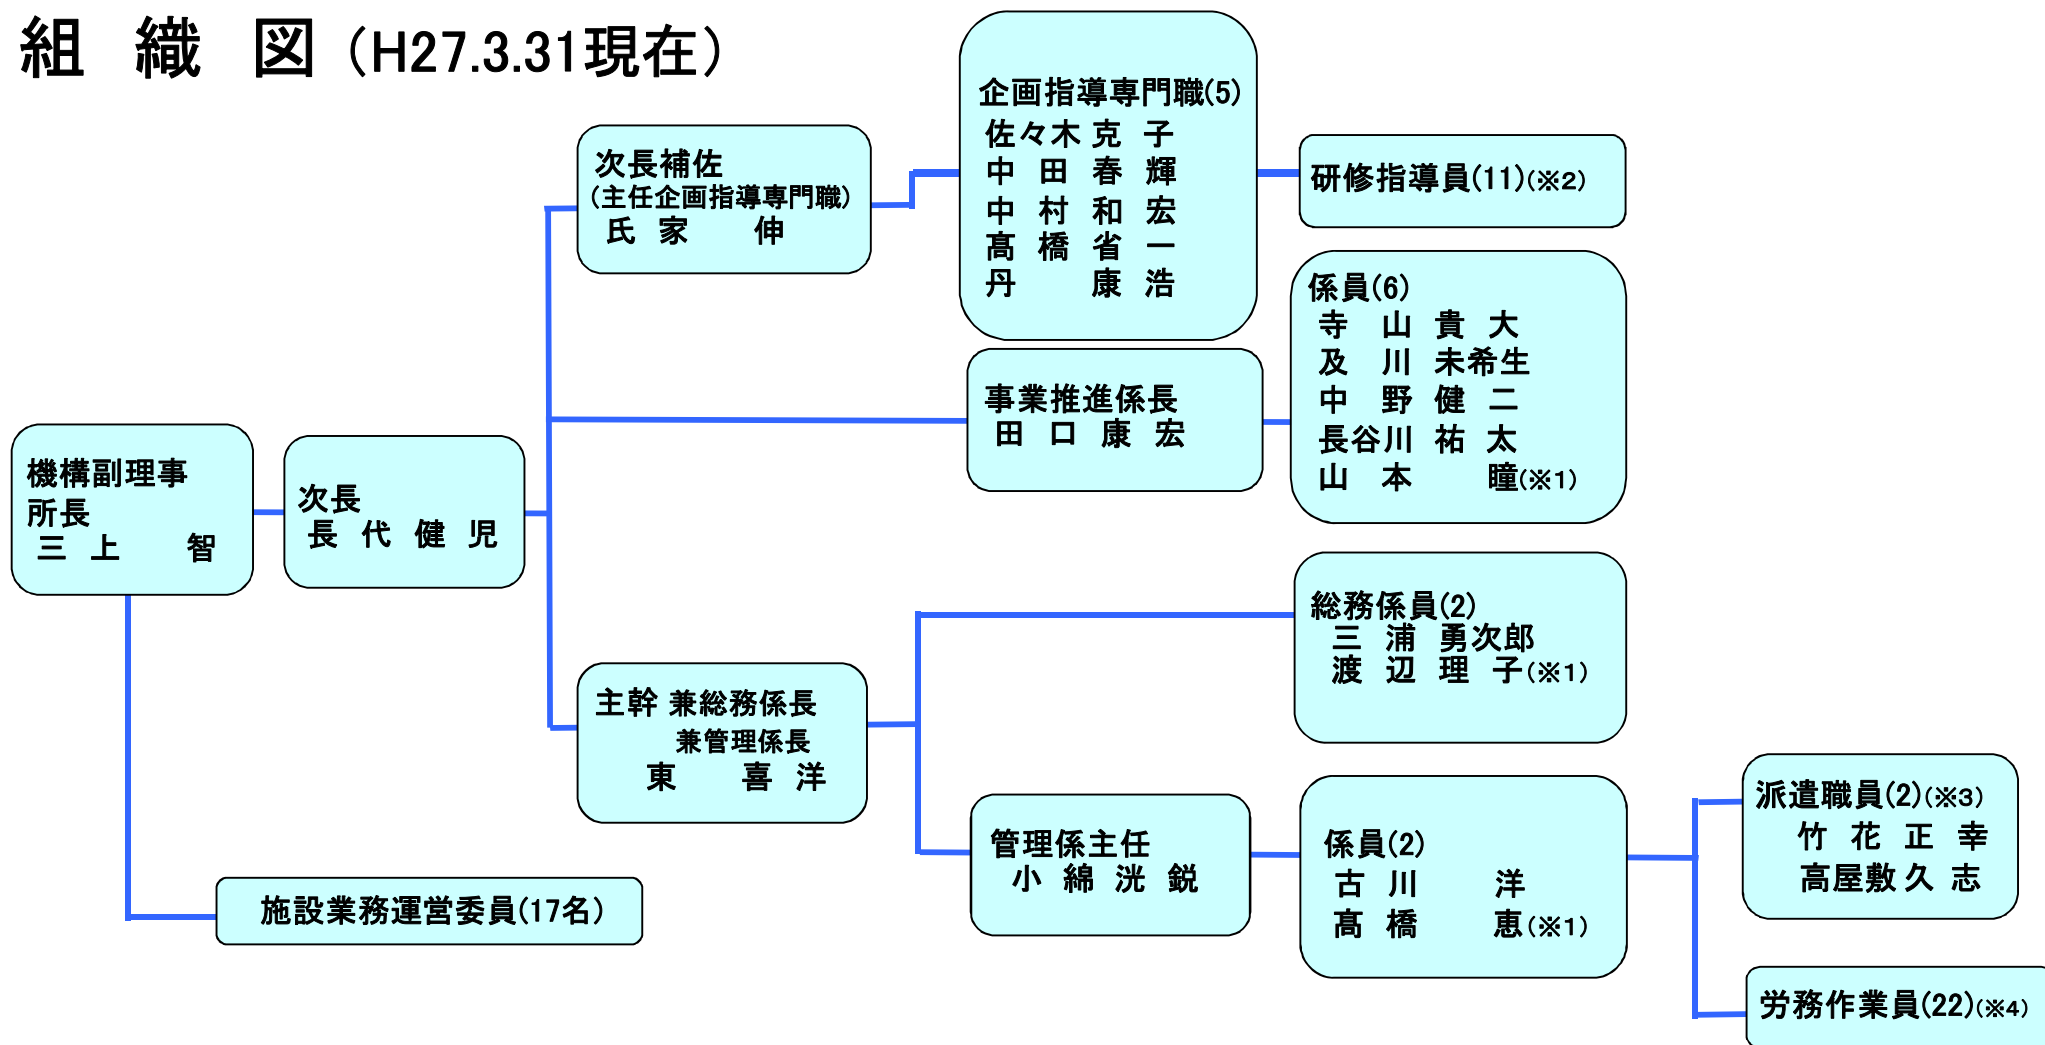 組 織 図 (H27.3.31現在)
機構副理事
所長
三 上 智
次長
長 代 健 児
次長補佐
(主任企画指導専門職)
氏 家 伸
企画指導専門職(5)
佐々木 克 子
中 田 春 輝
中 村 和 宏
髙 橋 省 一
丹 康 浩
研修指導員(11)(※2)
事業推進係長
田 口 康 宏
係員(6)
寺 山 貴 大
及 川 未希生
中 野 健 二
長谷川 祐 太
山 本 瞳(※1)
主幹 兼総務係長
兼管理係長
東 喜 洋
総務係員(2)
三 浦 勇次郎
渡 辺 理 子(※1)
管理係主任
小 綿 洸 鋭
係員(2)
古 川 洋
髙 橋 恵(※1)
派遣職員(2)(※3)
竹 花 正 幸
高屋敷 久 志
労務作業員(22)(※4)
施設業務運営委員(17名)